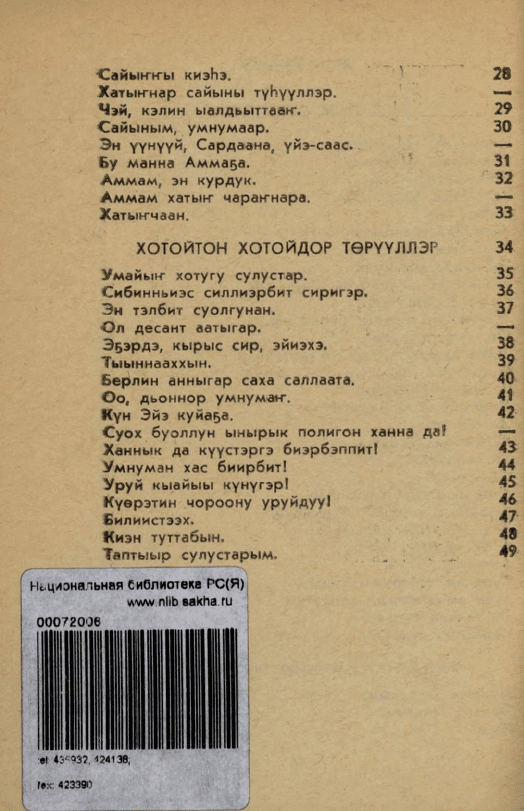 Сайыҥҥы киэһэ. 28
Хатыҥнар сайыны түһүүллэр. —
Чэй, кэлин ыалдьыттааҥ. 29
Сайыным, умнумаар. 30
Эн үүнүүй, Сардаана, үйэ-саас. —
Бу манна Аммаҕа. 31
Аммам, эн курдук. 32
Аммам хатыҥ чараҥнара. —
Хатыҥчаан. 33
ХОТОЙТОН ХОТОЙДОР ТӨРҮҮЛЛЭР 34
Умайыҥ хотугу сулустар. 35
Сибинньиэс силлиэрбит сиригэр. 36
Эн тэлбит суолгунан. 37
Ол десант аатыгар. —
Эҕэрдэ, кырыс сир, эйиэхэ. 38
Тыыннааххын. 39
Берлин анныгар саха саллаата. 40
Оо, дьоннор умнумаҥ. 41
Күн Эйэ куйаҕа. 42
Суох буоллун ынырык полигон ханна да! —
Ханнык да күүстэргэ биэрбэппит! 43
Умнуман хас биирбит! 44
Уруй кыайыы күнүгэр! 45
Күөрэтин чороону уруйдуу! 46
Билиистээх. 47
Киэн туттабын. 48
Таптыыр сулустарым. 49
Национальная библиотека РС(Я)
www.nlib sakha.ru
00072006
424138;
fax: 423390